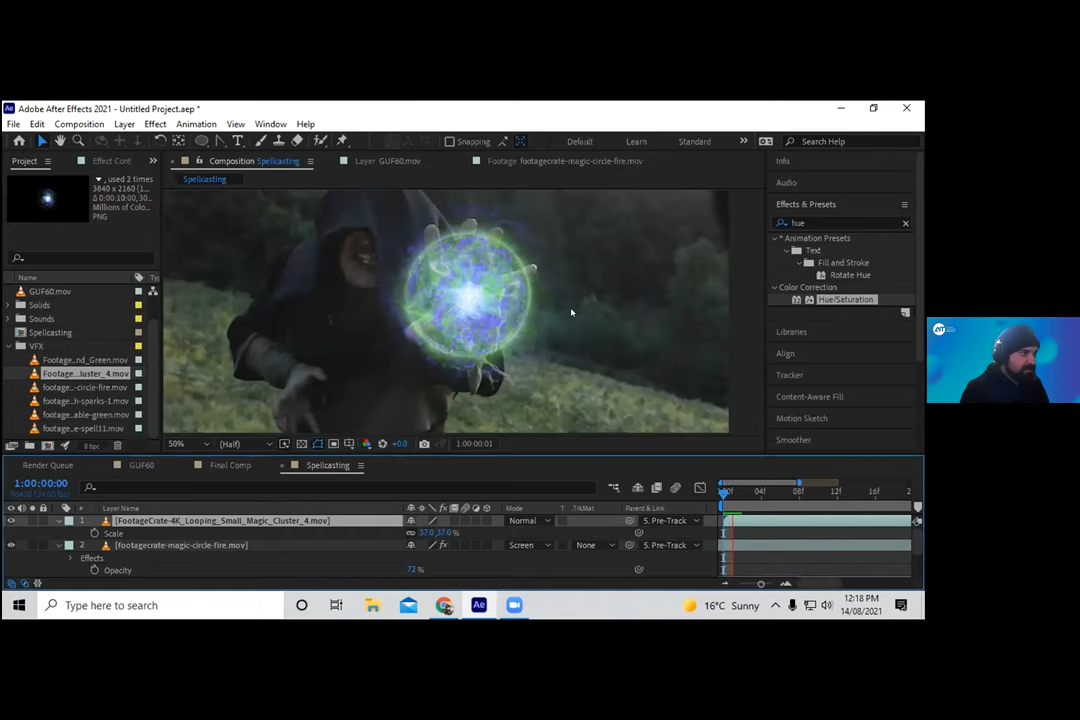 Adobe After Effects 2021 - Untitled Project.aep *
File Edit Composition Layer Effect Animation View Window Help
Snapping Default Learn Standard Search Help
Project Effect Cont Composition Spellcasting Layer GUF60.mov Footage footagecrate-magic-circle-fire.mov
Spellcasting
, used 2 times
3840 x 2160 (1...
Δ 0:00:10:00, 30...
Millions of Colo...
PNG
Name Ty
GUF60.mov
Solids
Sounds
Spellcasting
VFX
Footage...nd_Green.mov
Footage...luster_4.mov
footage...-circle-fire.mov
footage...h-sparks-1.mov
footage...able-green.mov
footage...e-spell11.mov
8 bpc
50% (Half) +0.0 1:00:00:01
Info
Audio
Effects & Presets
hue
* Animation Presets
Text
Fill and Stroke
Rotate Hue
Color Correction
Hue/Saturation
Libraries
Align
Tracker
Content-Aware Fill
Motion Sketch
Smoother
Render Queue GUF60 Final Comp Spellcasting
1:00:00:00
# Layer Name Mode T .TrkMat Parent & Link
04f 08f 12f 16f 2
1 [FootageCrate-4K_Looping_Small_Magic_Cluster_4.mov] Normal 5. Pre-Track
Scale 37.0,37.0%
2 [footagecrate-magic-circle-fire.mov] Screen None 5. Pre-Track
Effects
Opacity 72%
Type here to search
16°C Sunny
12:18 PM
14/08/2021
AIT